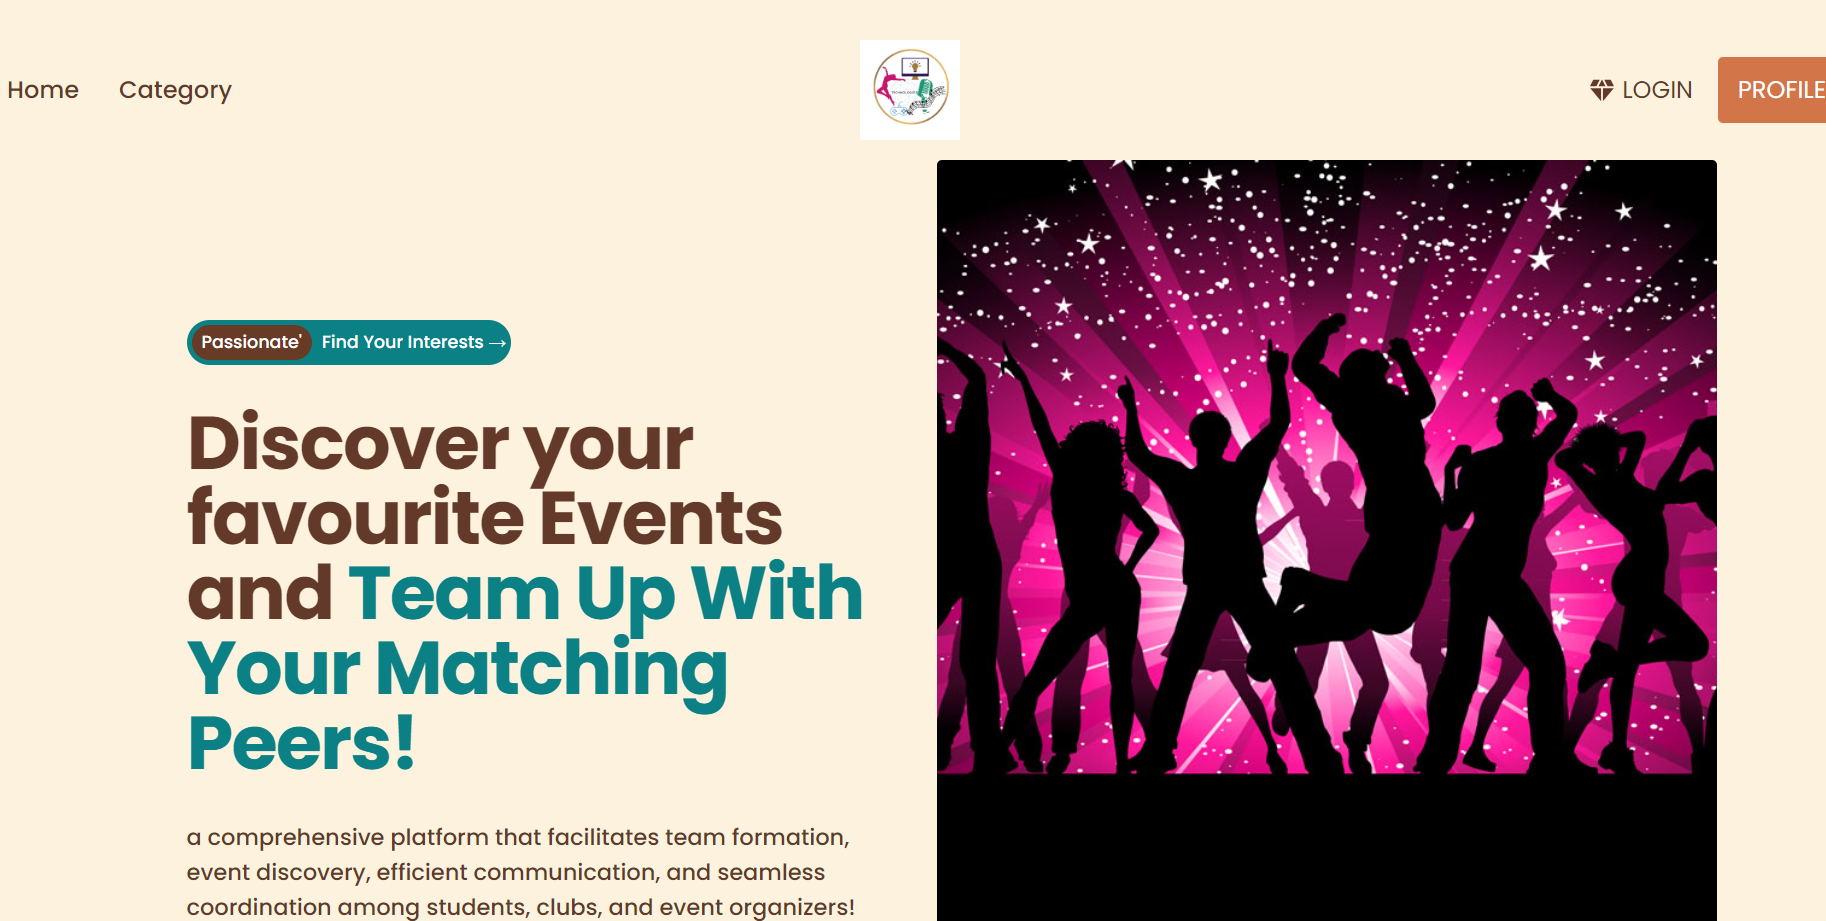 Home
Category
LOGIN
PROFILE
Passionate' Find Your Interests →
Discover your
favourite Events
and Team Up With
Your Matching
Peers!
a comprehensive platform that facilitates team formation,
event discovery, efficient communication, and seamless
coordination among students, clubs, and event organizers!